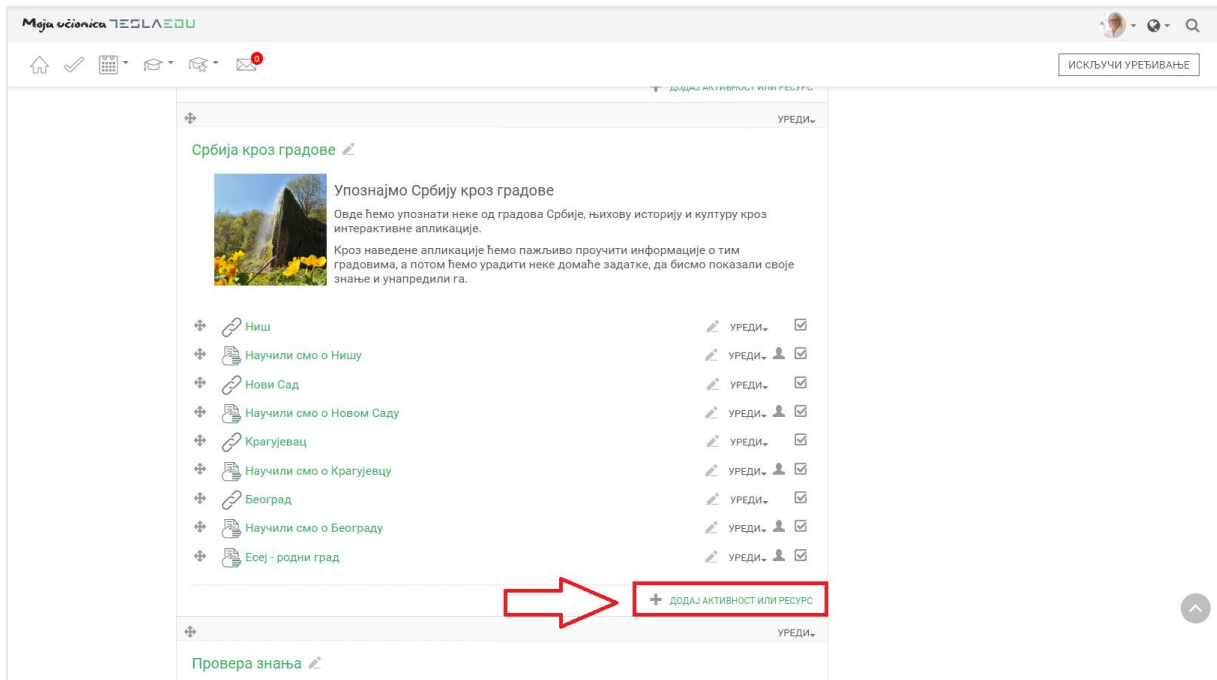 Moja učionica TESLAEDU
0
ИСКЉУЧИ УРЕЂИВАЊЕ
ДОДАЈ АКТИВНОСТ ИЛИ РЕСУРС
УРЕДИ
Србија кроз градове
Упознајмо Србију кроз градове
Овде ћемо упознати неке од градова Србије, њихову историју и културу кроз
интерактивне апликације.
Кроз наведене апликације ћемо пажљиво проучити информације о тим
градовима, а потом ћемо урадити неке домаће задатке, да бисмо показали своје
знање и унапредили га.
Ниш УРЕДИ
Научили смо о Нишу УРЕДИ
Нови Сад УРЕДИ
Научили смо о Новом Саду УРЕДИ
Крагујевац УРЕДИ
Научили смо о Крагујевцу УРЕДИ
Београд УРЕДИ
Научили смо о Београду УРЕДИ
Есеј - родни град УРЕДИ
ДОДАЈ АКТИВНОСТ ИЛИ РЕСУРС
УРЕДИ
Провера знања